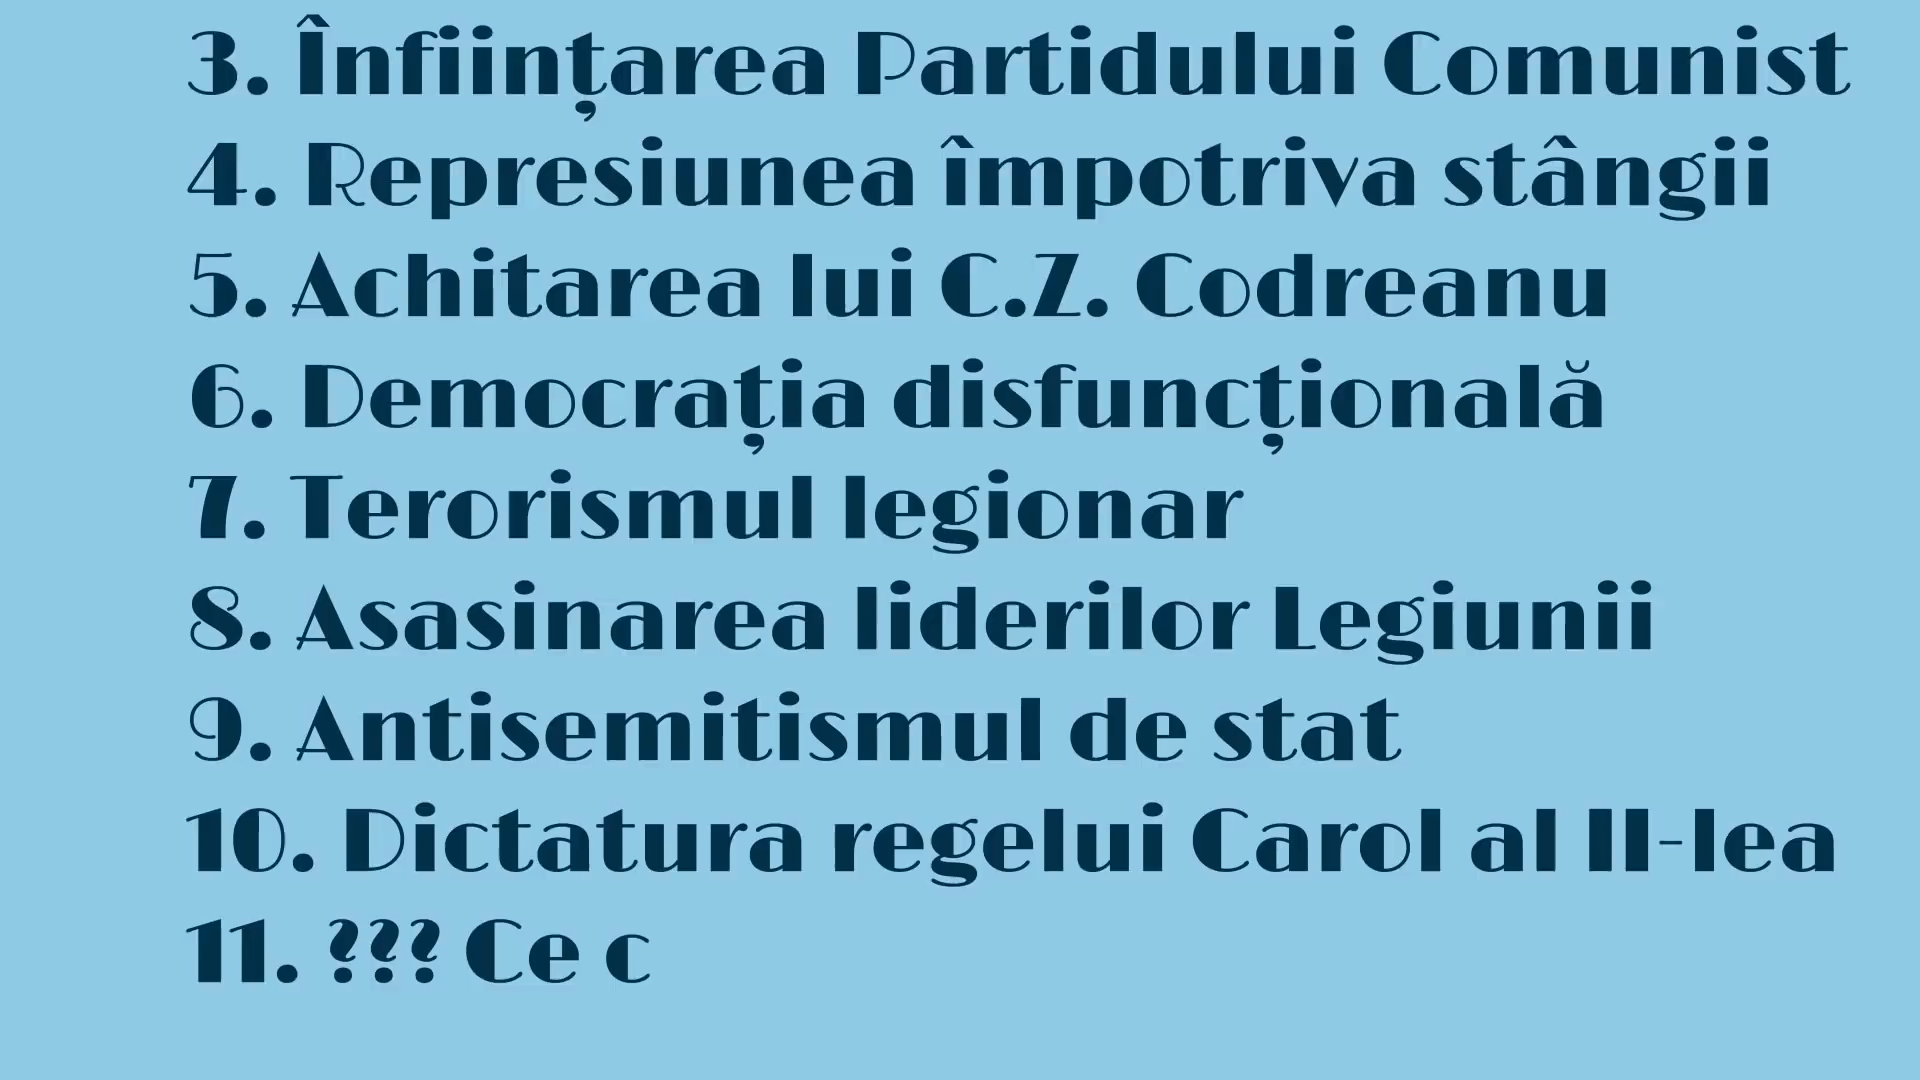 3. Înființarea Partidului Comunist
4. Represiunea împotriva stângii
5. Achitarea lui C.Z. Codreanu
6. Democrația disfuncțională
7. Terorismul legionar
8. Asasinarea liderilor Legiunii
9. Antisemitismul de stat
10. Dictatura regelui Carol al II-lea
11. ??? Ce c